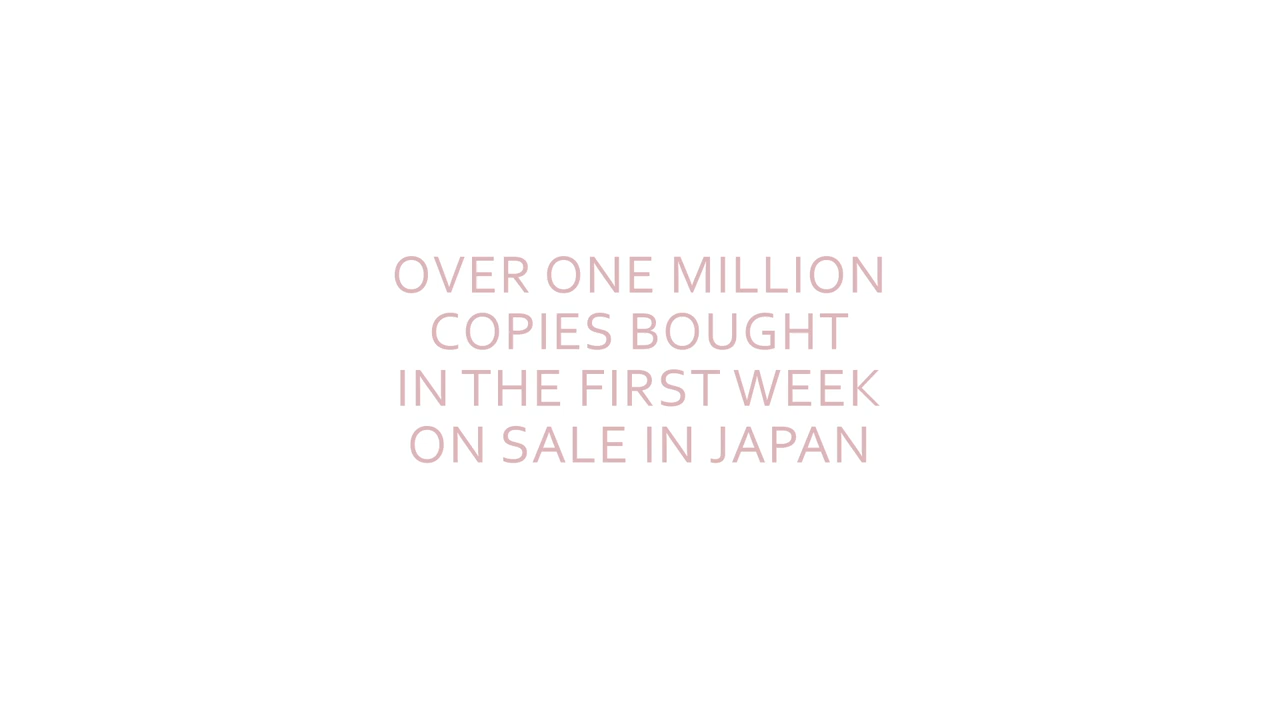 OVER ONE MILLION
COPIES BOUGHT
IN THE FIRST WEEK
ON SALE IN JAPAN